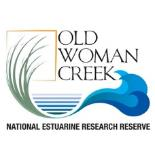 OLD
WOMAN
CREEK
NATIONAL ESTUARINE RESEARCH RESERVE